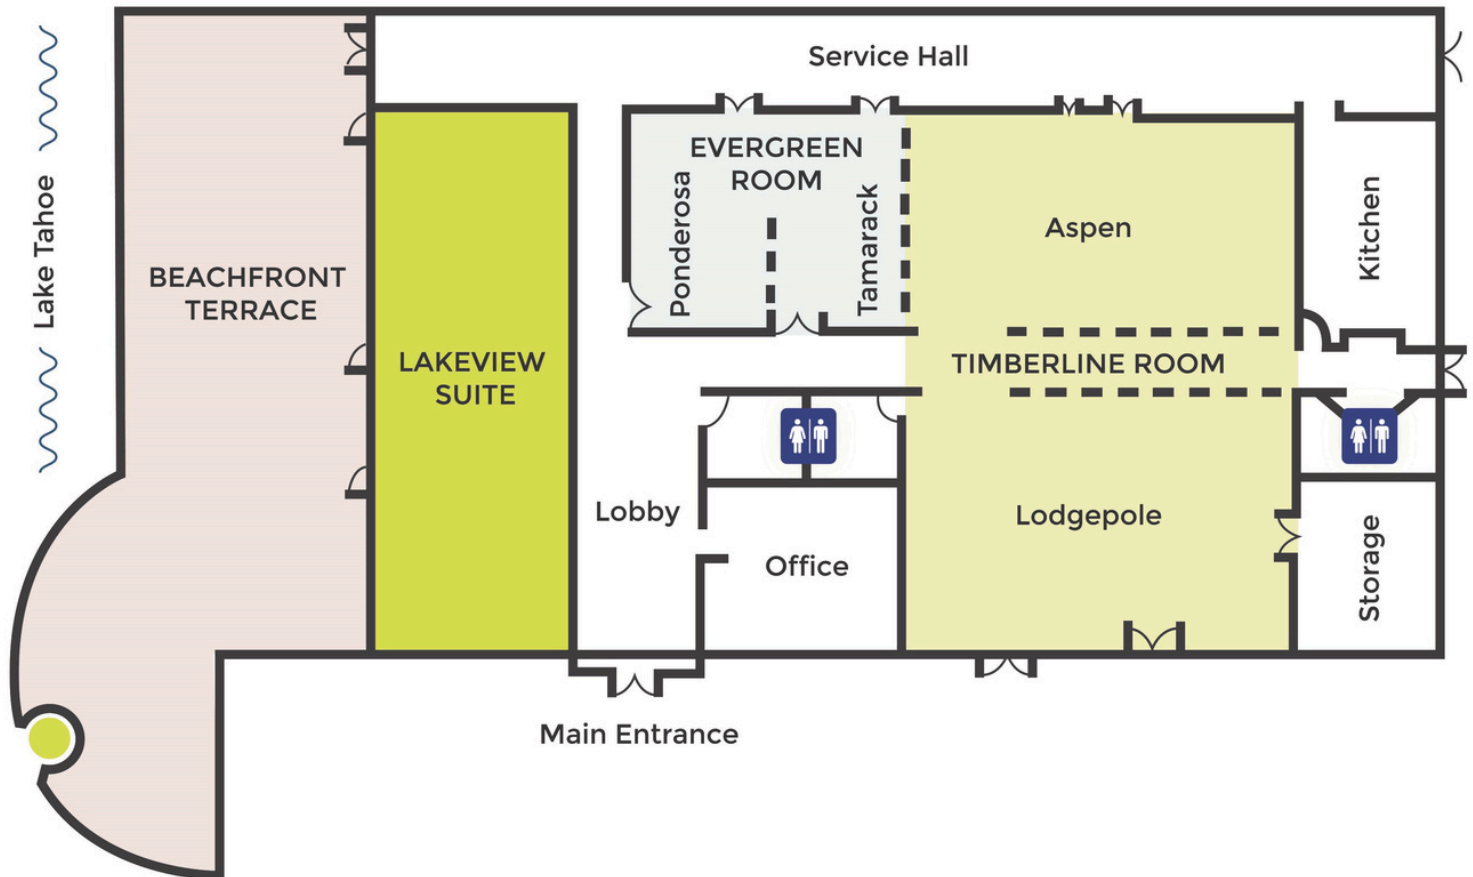 Service Hall
EVERGREEN
ROOM
Ponderosa
Tamarack
Aspen
Kitchen
Lake Tahoe
BEACHFRONT
TERRACE
LAKEVIEW
SUITE
TIMBERLINE ROOM
Lobby
Office
Lodgepole
Storage
Main Entrance